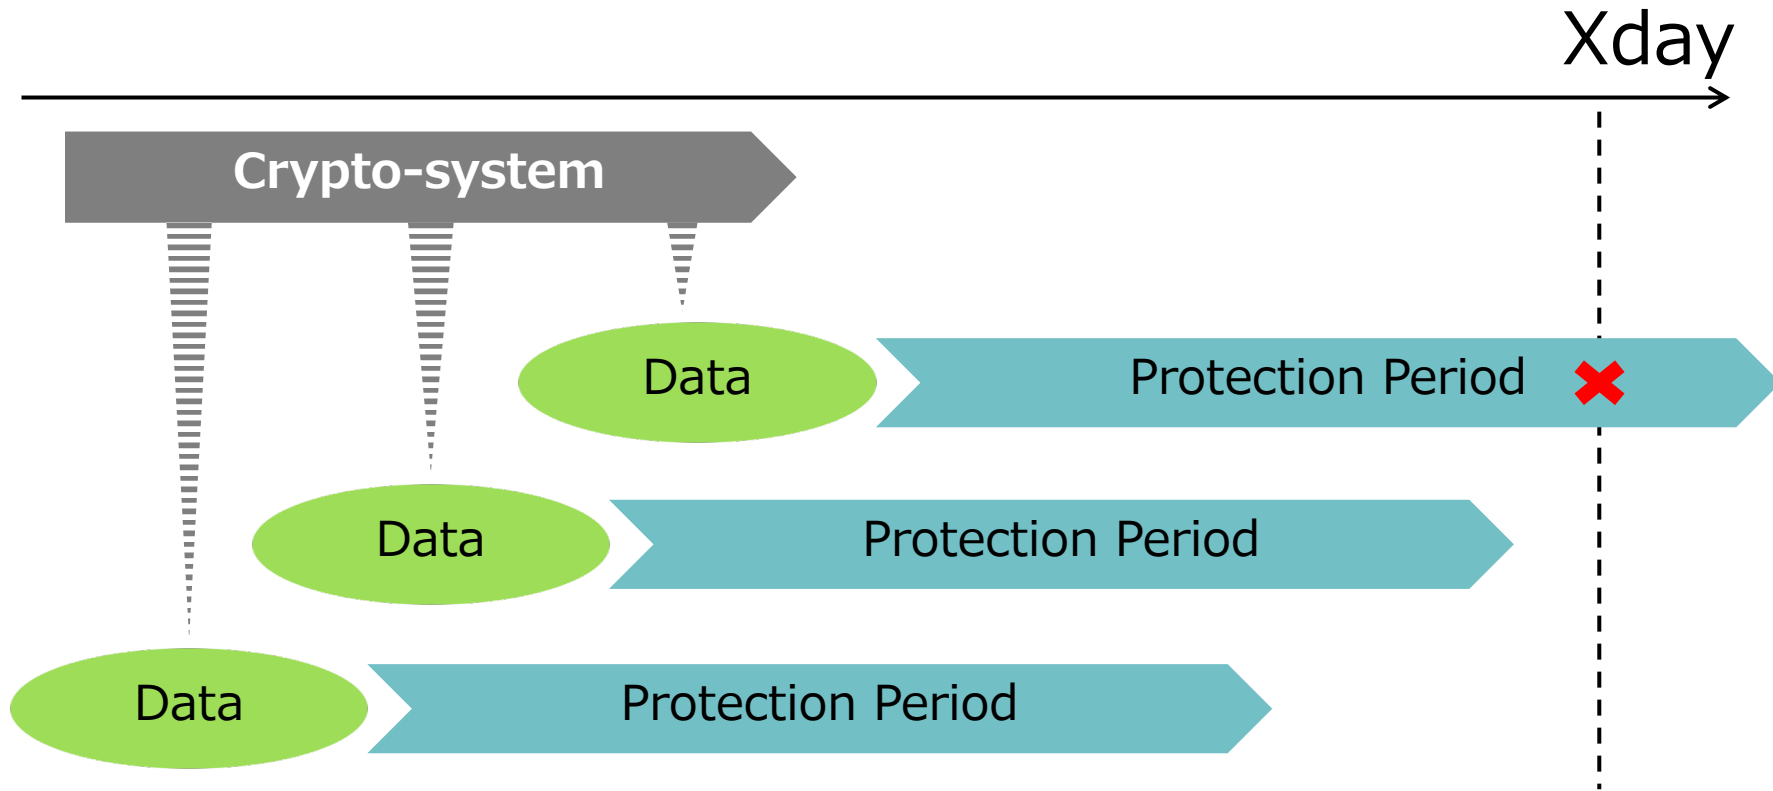 Xday
Crypto-system
Data
Protection Period
Data
Protection Period
Data
Protection Period